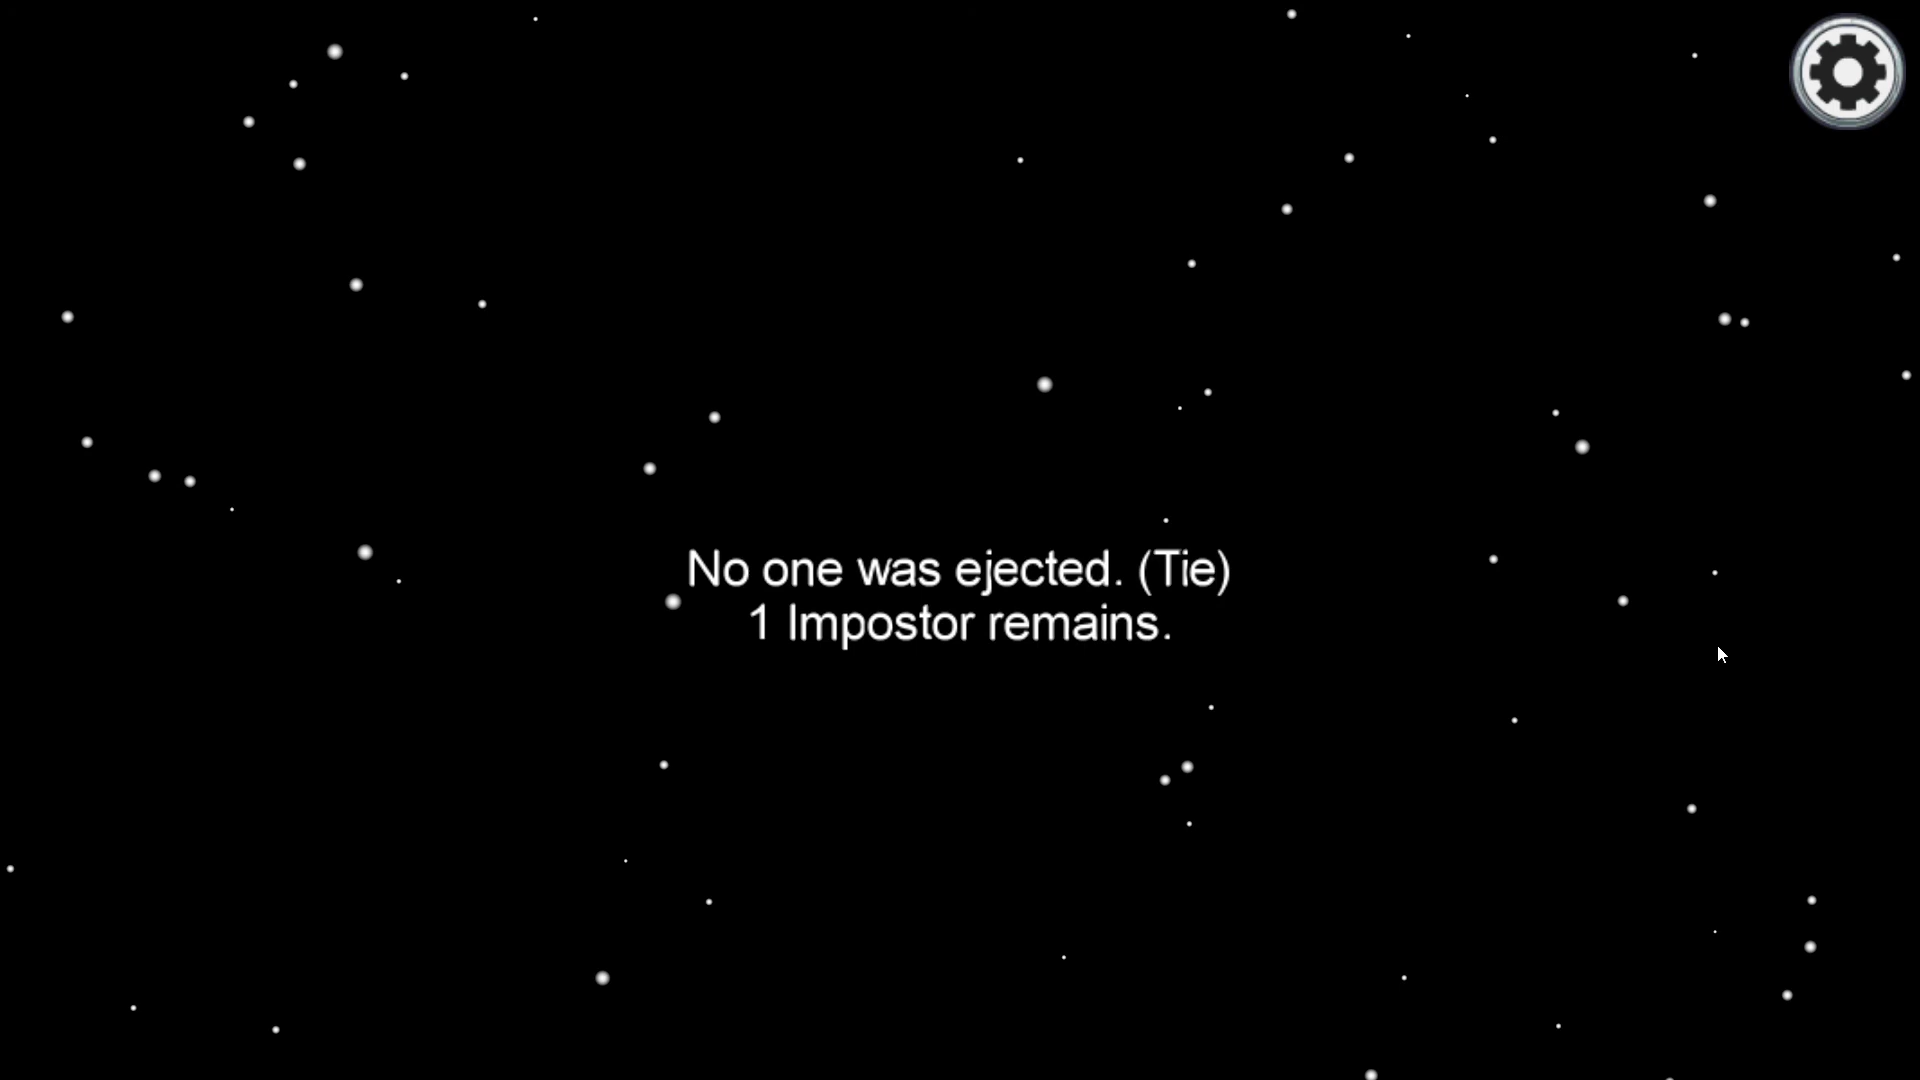 No one was ejected. (Tie)
1 Impostor remains.